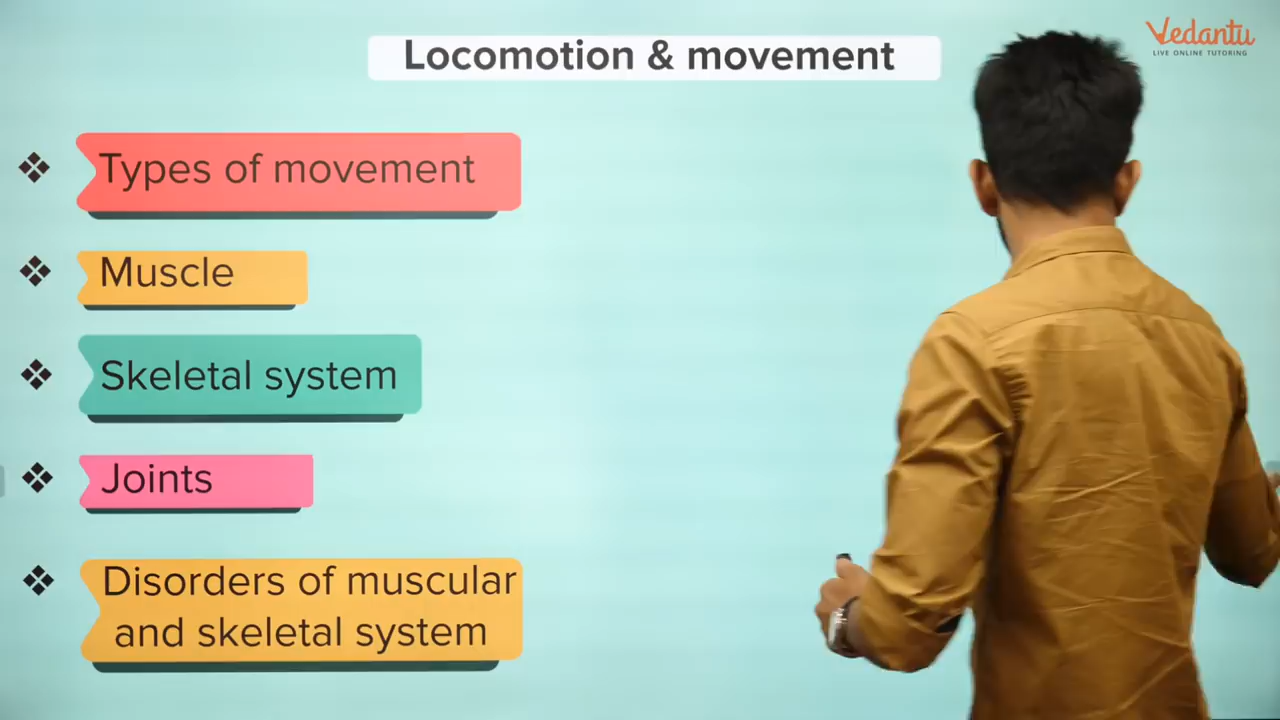 Locomotion & movement
Vedantu
LIVE ONLINE TUTORING
Types of movement
Muscle
Skeletal system
Joints
Disorders of muscular
and skeletal system